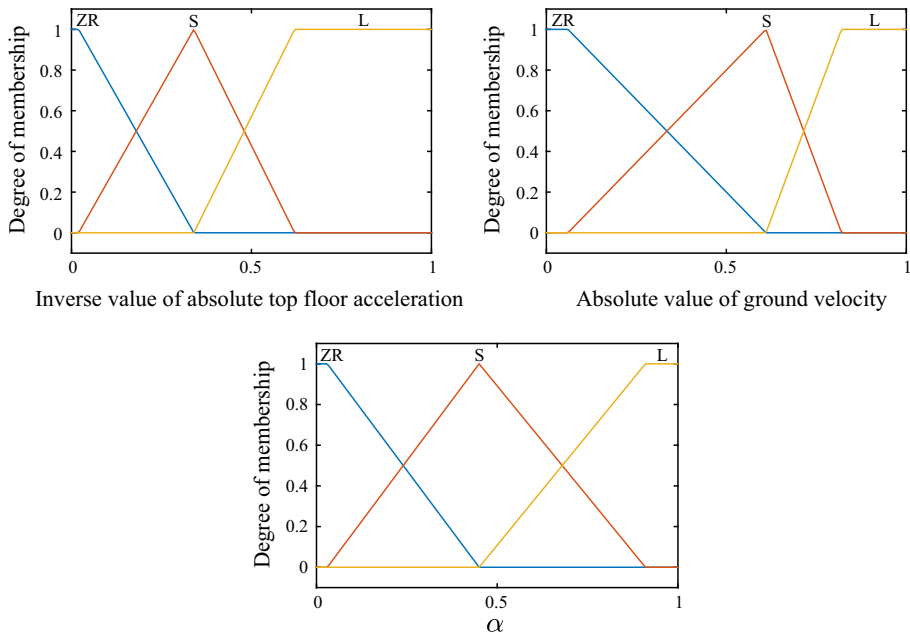 ZR S L
Degree of membership
1
0.8
0.6
0.4
0.2
0
0 0.5 1
Inverse value of absolute top floor acceleration
ZR S L
Degree of membership
1
0.8
0.6
0.4
0.2
0
0 0.5 1
Absolute value of ground velocity
ZR S L
Degree of membership
1
0.8
0.6
0.4
0.2
0
0 0.5 1
α